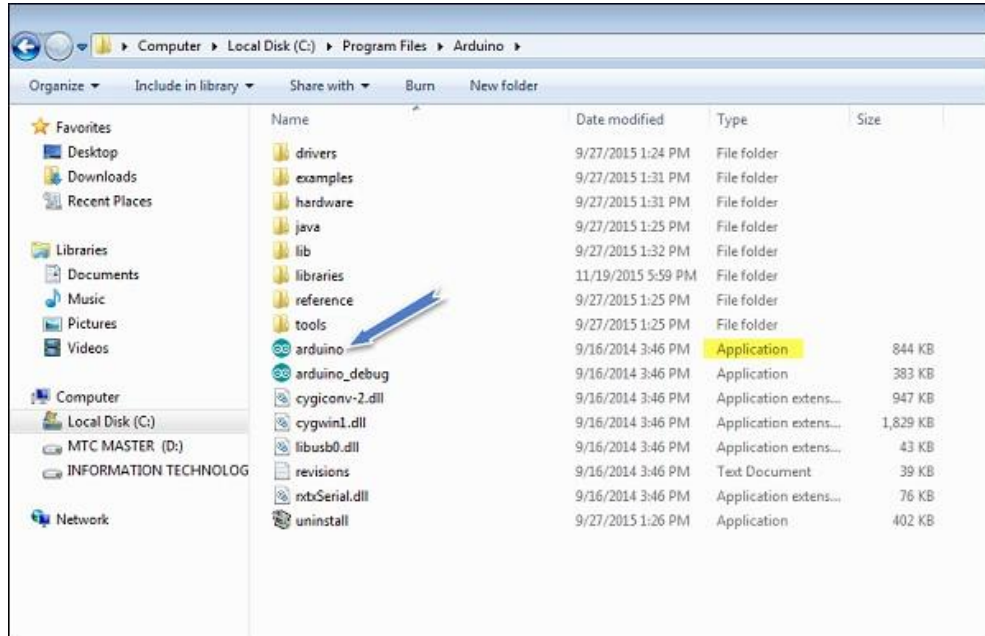 Computer Local Disk (C:) Program Files Arduino
Organize Include in library Share with Burn New folder
Favorites
Desktop
Downloads
Recent Places
Libraries
Documents
Music
Pictures
Videos
Computer
Local Disk (C:)
MTC MASTER (D:)
INFORMATION TECHNOLOG
Network
Name Date modified Type Size
drivers 9/27/2015 1:24 PM File folder
examples 9/27/2015 1:31 PM File folder
hardware 9/27/2015 1:31 PM File folder
java 9/27/2015 1:25 PM File folder
lib 9/27/2015 1:32 PM File folder
libraries 11/19/2015 5:59 PM File folder
reference 9/27/2015 1:25 PM File folder
tools 9/27/2015 1:25 PM File folder
arduino 9/16/2014 3:46 PM Application 844 KB
arduino_debug 9/16/2014 3:46 PM Application 383 KB
cygiconv-2.dll 9/16/2014 3:46 PM Application extens... 947 KB
cygwin1.dll 9/16/2014 3:46 PM Application extens... 1,829 KB
libusb0.dll 9/16/2014 3:46 PM Application extens... 43 KB
revisions 9/16/2014 3:46 PM Text Document 39 KB
rxtxSerial.dll 9/16/2014 3:46 PM Application extens... 76 KB
uninstall 9/27/2015 1:26 PM Application 402 KB